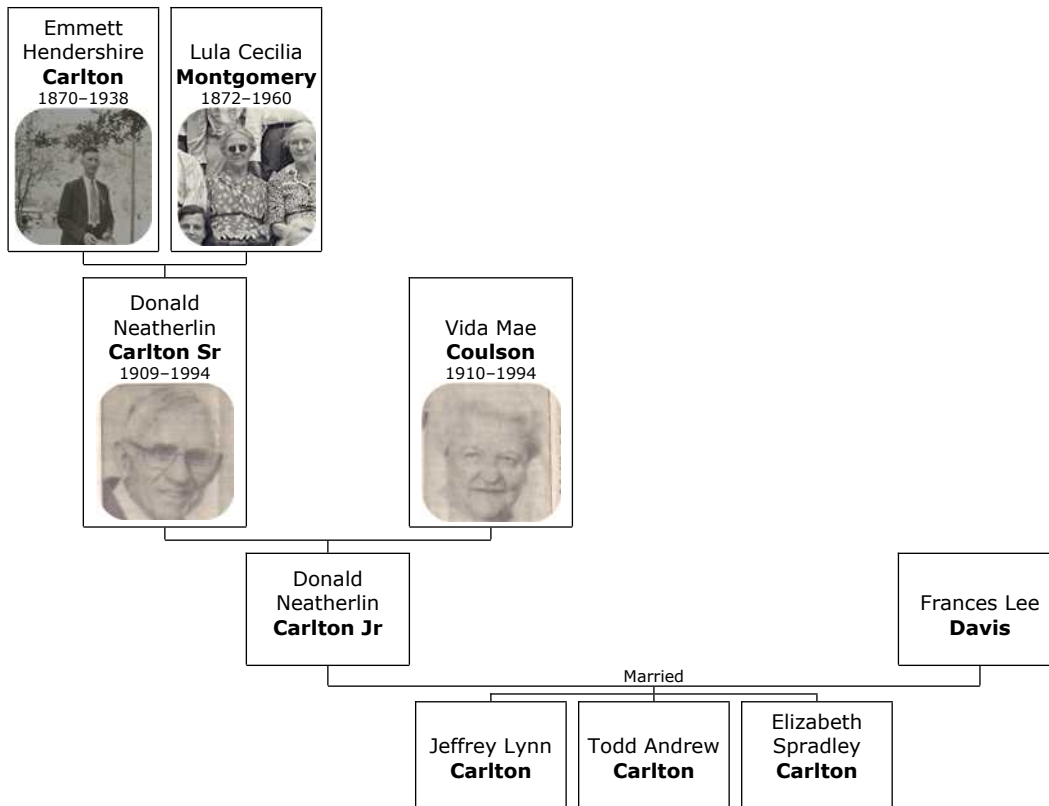 Emmett
Hendershire
Carlton
1870–1938
Lula Cecilia
Montgomery
1872–1960
Donald
Neatherlin
Carlton Sr
1909–1994
Vida Mae
Coulson
1910–1994
Donald
Neatherlin
Carlton Jr
Frances Lee
Davis
Married
Jeffrey Lynn
Carlton
Todd Andrew
Carlton
Elizabeth
Spradley
Carlton